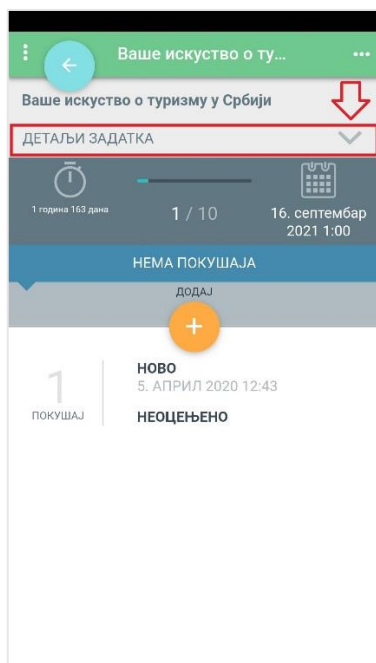 Ваше искуство о ту...
Ваше искуство о туризму у Србији
ДЕТАЉИ ЗАДАТКА
1 година 163 дана
1 / 10
16. септембар
2021 1:00
НЕМА ПОКУШАЈА
ДОДАЈ
1
ПОКУШАЈ
НОВО
5. АПРИЛ 2020 12:43
НЕОЦЕЊЕНО